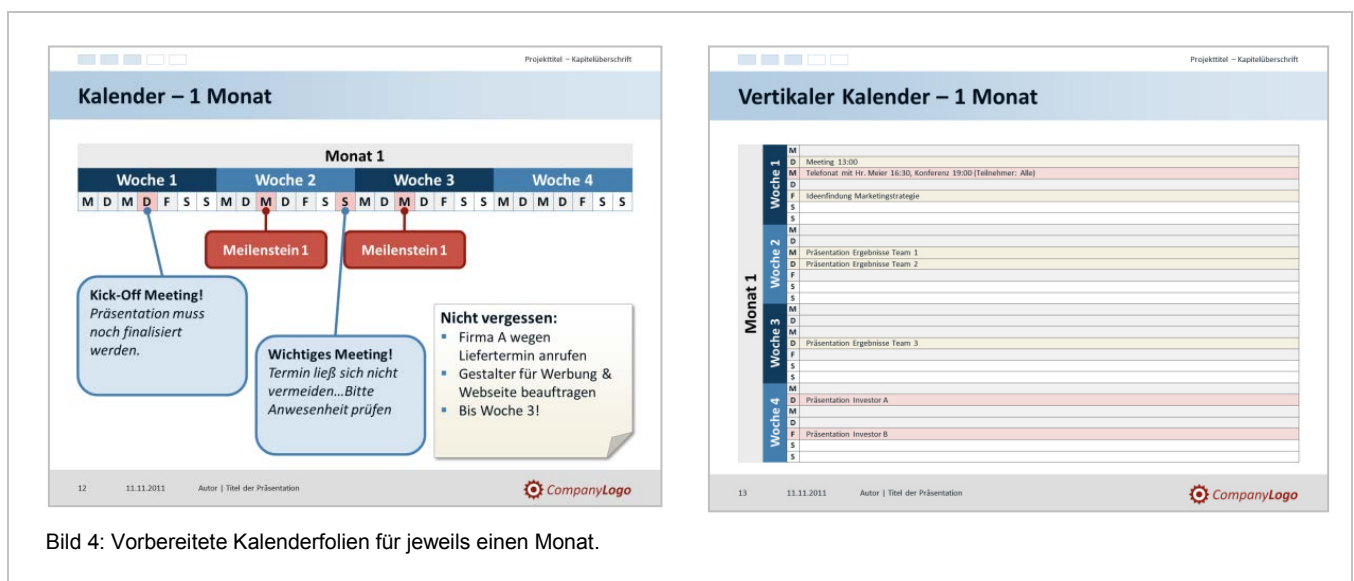 Projekttitel – Kapitelüberschrift
Kalender – 1 Monat
Monat 1
Woche 1 Woche 2 Woche 3 Woche 4
M D M D F S S M D M D F S S M D M D F S S M D M D F S S
Meilenstein 1 Meilenstein 1
Kick-Off Meeting!
Präsentation muss
noch finalisiert
werden.
Wichtiges Meeting!
Termin ließ sich nicht
vermeiden...Bitte
Anwesenheit prüfen
Nicht vergessen:
▪ Firma A wegen
Liefertermin anrufen
▪ Gestalter für Werbung &
Webseite beauftragen
▪ Bis Woche 3!
12 11.11.2011 Autor | Titel der Präsentation CompanyLogo
Projekttitel – Kapitelüberschrift
Vertikaler Kalender – 1 Monat
Monat 1
Woche 1
M
D Meeting 13:00
M Telefonat mit Hr. Meier 16:30, Konferenz 19:00 (Teilnehmer: Alle)
D
F Ideenfindung Marketingstrategie
S
S
Woche 2
M
D
M Präsentation Ergebnisse Team 1
D Präsentation Ergebnisse Team 2
F
S
S
Woche 3
M
D
M
D Präsentation Ergebnisse Team 3
F
S
S
Woche 4
M
D Präsentation Investor A
M
D
F Präsentation Investor B
S
S
13 11.11.2011 Autor | Titel der Präsentation CompanyLogo
Bild 4: Vorbereitete Kalenderfolien für jeweils einen Monat.